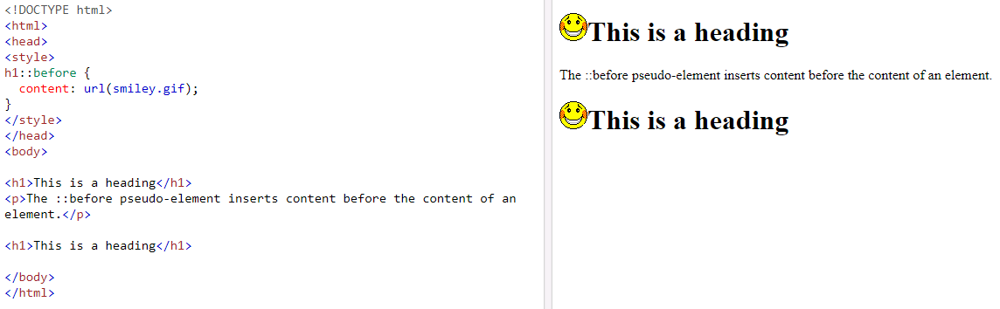 <!DOCTYPE html>
<html>
<head>
<style>
h1::before {
  content: url(smiley.gif);
}
</style>
</head>
<body>

<h1>This is a heading</h1>
<p>The ::before pseudo-element inserts content before the content of an
element.</p>

<h1>This is a heading</h1>

</body>
</html>

This is a heading
The ::before pseudo-element inserts content before the content of an element.
This is a heading